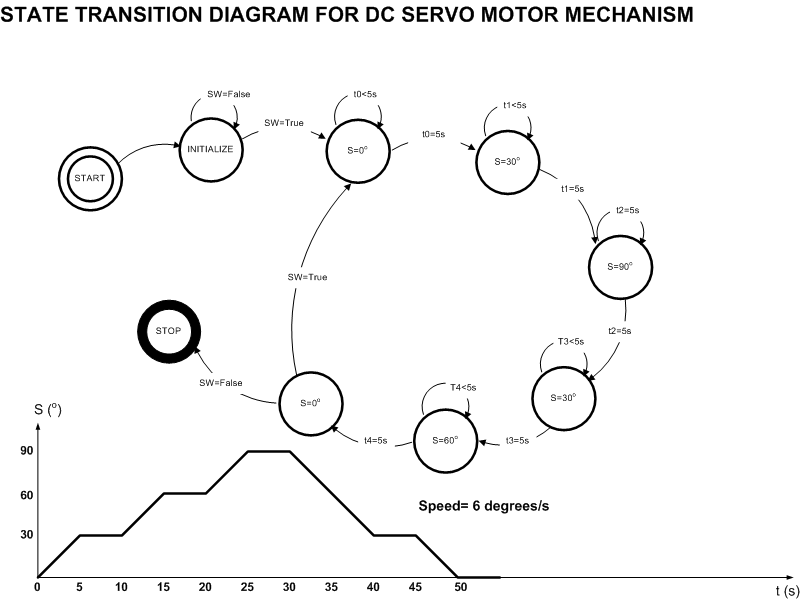 STATE TRANSITION DIAGRAM FOR DC SERVO MOTOR MECHANISM
SW=False
t0<5s
t1<5s
SW=True
t0=5s
START
INITIALIZE
S=0°
S=30°
t1=5s
t2=5s
S=90°
SW=True
t2=5s
STOP
T3<5s
SW=False
T4<5s
S=0°
S=30°
t4=5s
S=60°
t3=5s
S (°)
90
60
30
Speed= 6 degrees/s
0 5 10 15 20 25 30 35 40 45 50
t (s)